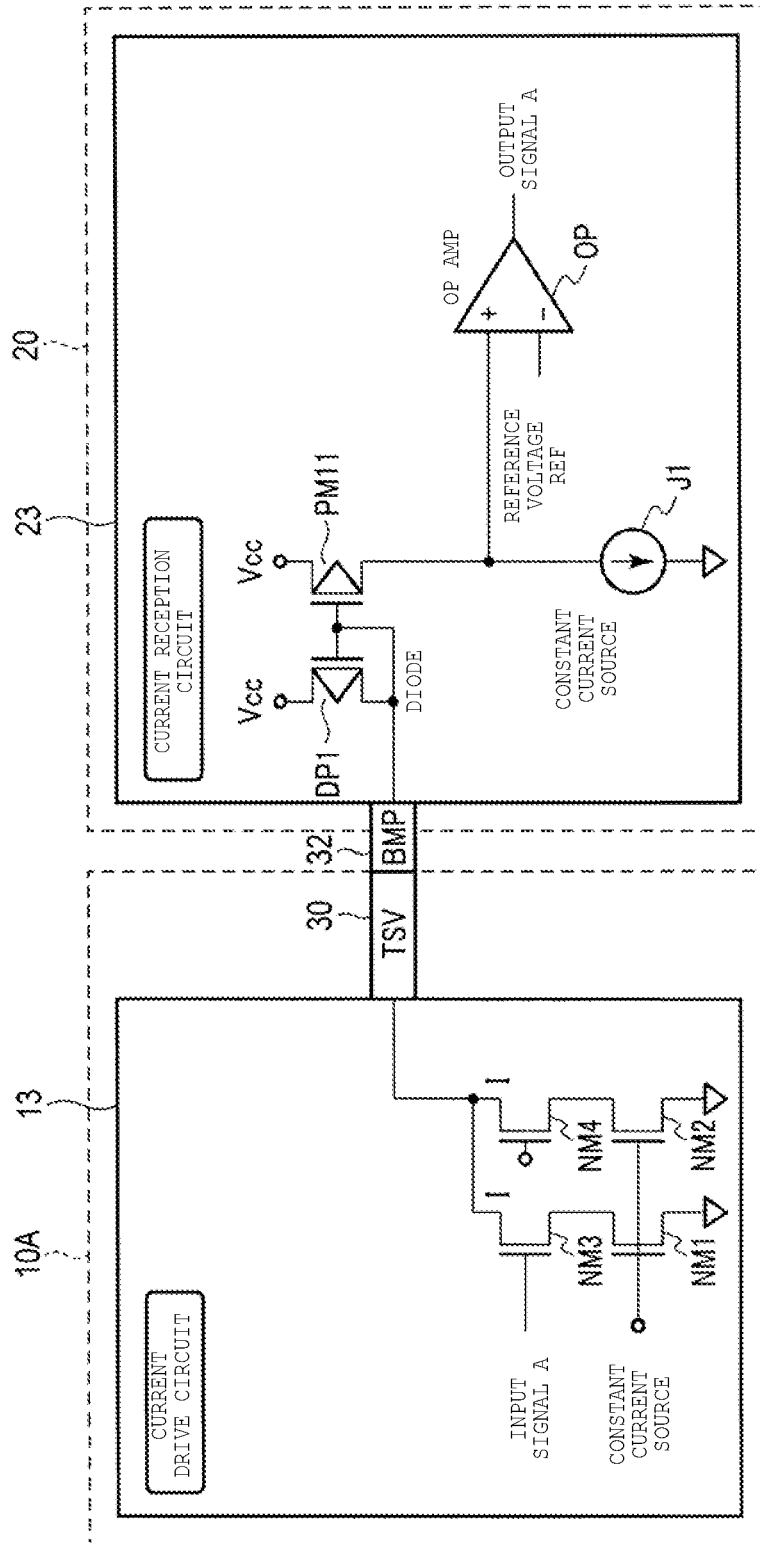 10A
13
CURRENT
DRIVE CIRCUIT
INPUT
SIGNAL A
CONSTANT
CURRENT
SOURCE
I
I
NM3
NM4
NM1
NM2
30
TSV
32
BMP
20
23
CURRENT RECEPTION
CIRCUIT
Vcc
Vcc
DP1
PM11
DIODE
CONSTANT
CURRENT
SOURCE
J1
REFERENCE
VOLTAGE
REF
OP AMP
+
−
OP
OUTPUT
SIGNAL A